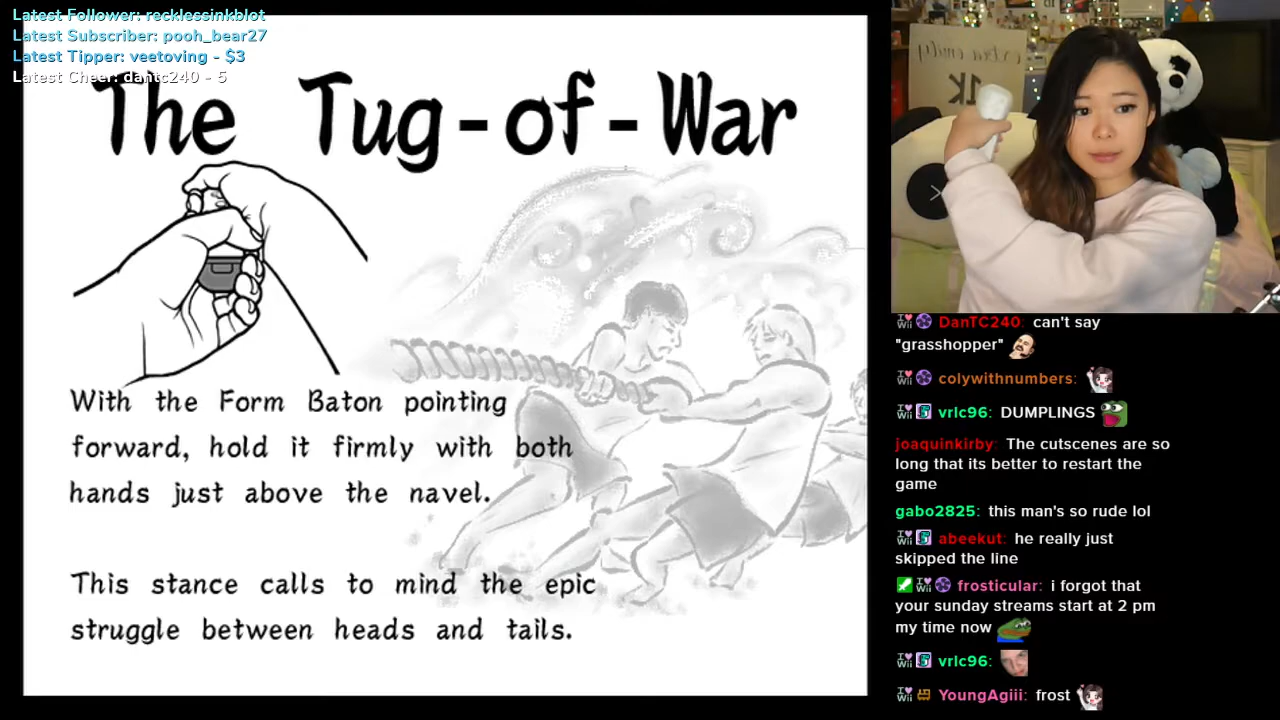 Latest Follower: recklessinkblot
Latest Subscriber: pooh_bear27
Latest Tipper: veetoving - $3
Latest Cheer: dantc240 - 5
The Tug-of-War
With the Form Baton pointing
forward, hold it firmly with both
hands just above the navel.
This stance calls to mind the epic
struggle between heads and tails.
extra emily
1K
DanTC240: can't say
"grasshopper"
colywithnumbers:
vrlc96: DUMPLINGS
joaquinkirby: The cutscenes are so
long that its better to restart the
game
gabo2825: this man's so rude lol
abeekut: he really just
skipped the line
frosticular: i forgot that
your sunday streams start at 2 pm
my time now
vrlc96:
YoungAgiii: frost